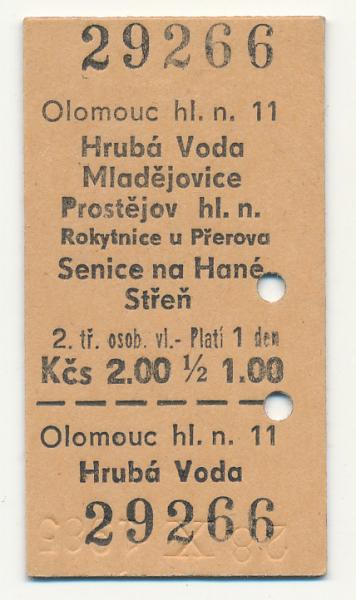 29266
Olomouc hl. n. 11
Hrubá Voda
Mladějovice
Prostějov hl. n.
Rokytnice u Přerova
Senice na Hané
Střeň
2. tř. osob. vl.- Platí 1 den
Kčs 2.00 ½ 1.00
Olomouc hl. n. 11
Hrubá Voda
29266